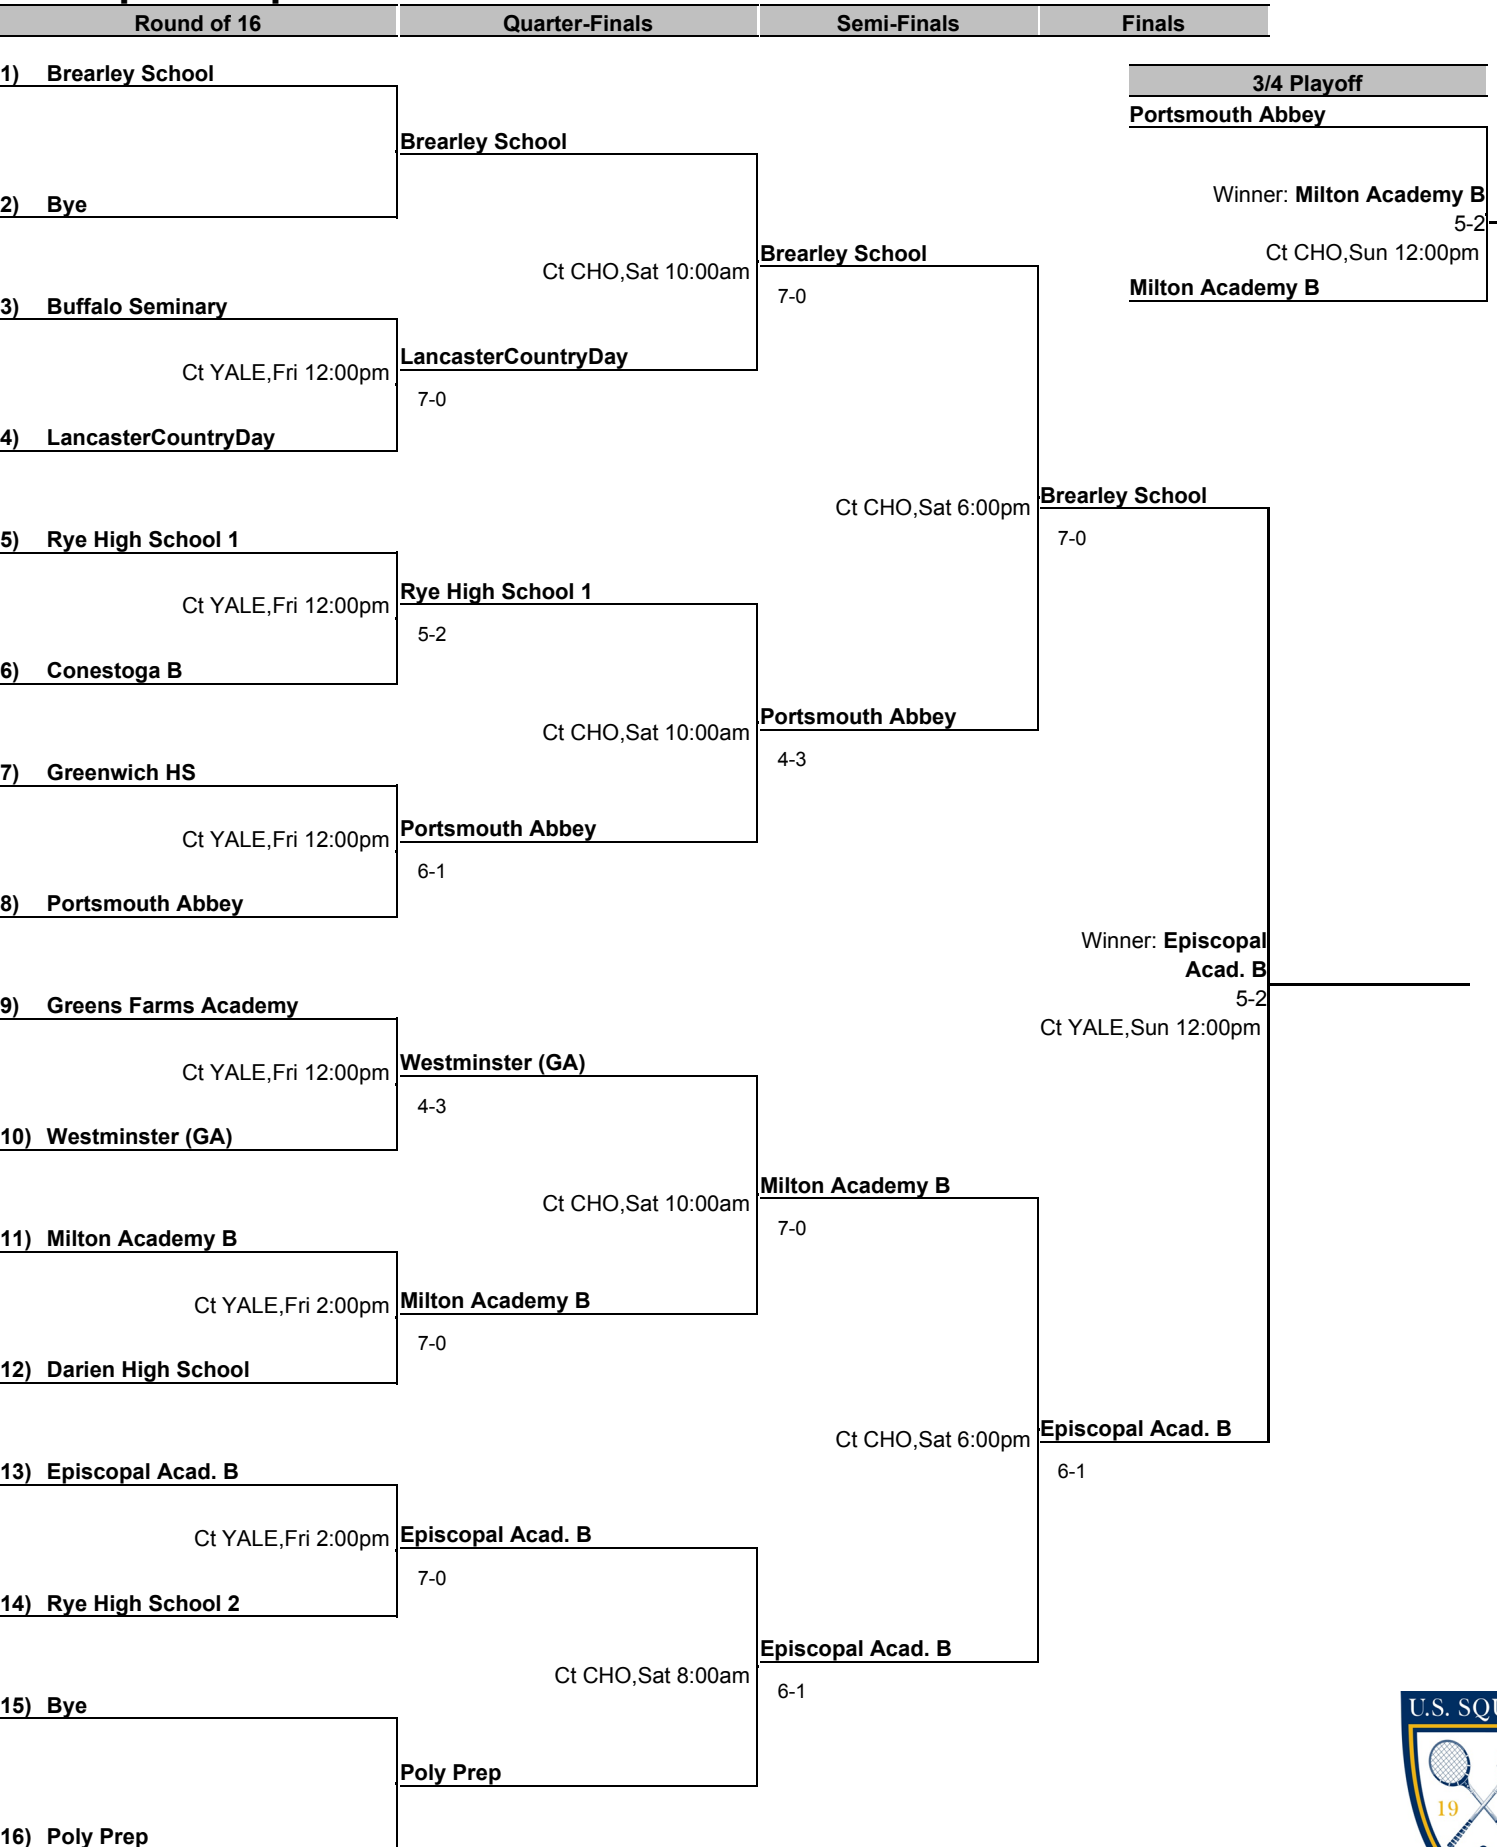 Round of 16 Quarter-Finals Semi-Finals Finals
1) Brearley School
3/4 Playoff
Portsmouth Abbey
Brearley School
2) Bye
Winner: Milton Academy B
5-2
Ct CHO,Sun 12:00pm
Milton Academy B
Ct CHO,Sat 10:00am
Brearley School
7-0
3) Buffalo Seminary
Ct YALE,Fri 12:00pm
LancasterCountryDay
7-0
4) LancasterCountryDay
Ct CHO,Sat 6:00pm
Brearley School
7-0
5) Rye High School 1
Ct YALE,Fri 12:00pm
Rye High School 1
5-2
6) Conestoga B
Ct CHO,Sat 10:00am
Portsmouth Abbey
4-3
7) Greenwich HS
Ct YALE,Fri 12:00pm
Portsmouth Abbey
6-1
8) Portsmouth Abbey
Winner: Episcopal
Acad. B
5-2
Ct YALE,Sun 12:00pm
9) Greens Farms Academy
Ct YALE,Fri 12:00pm
Westminster (GA)
4-3
10) Westminster (GA)
Ct CHO,Sat 10:00am
Milton Academy B
7-0
11) Milton Academy B
Ct YALE,Fri 2:00pm
Milton Academy B
7-0
12) Darien High School
Ct CHO,Sat 6:00pm
Episcopal Acad. B
6-1
13) Episcopal Acad. B
Ct YALE,Fri 2:00pm
Episcopal Acad. B
7-0
14) Rye High School 2
Ct CHO,Sat 8:00am
Episcopal Acad. B
6-1
15) Bye
Poly Prep
16) Poly Prep
U.S. SQU
19